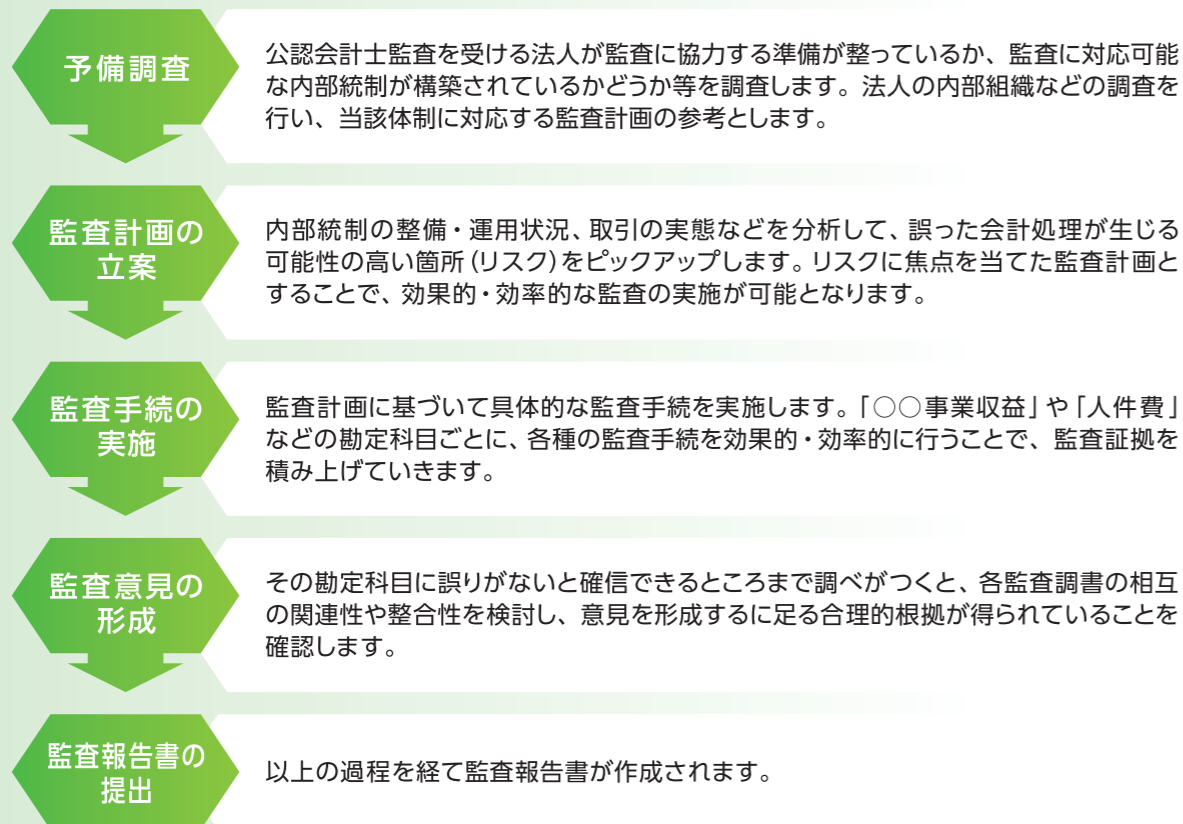 予備調査
公認会計士監査を受ける法人が監査に協力する準備が整っているか、監査に対応可能
な内部統制が構築されているかどうか等を調査します。法人の内部組織などの調査を
行い、当該体制に対応する監査計画の参考とします。
監査計画の
立案
内部統制の整備・運用状況、取引の実態などを分析して、誤った会計処理が生じる
可能性の高い箇所(リスク)をピックアップします。リスクに焦点を当てた監査計画と
することで、効果的・効率的な監査の実施が可能となります。
監査手続の
実施
監査計画に基づいて具体的な監査手続を実施します。「○○事業収益」や「人件費」
などの勘定科目ごとに、各種の監査手続を効果的・効率的に行うことで、監査証拠を
積み上げていきます。
監査意見の
形成
その勘定科目に誤りがないと確信できるところまで調べがつくと、各監査調書の相互
の関連性や整合性を検討し、意見を形成するに足る合理的根拠が得られていることを
確認します。
監査報告書の
提出
以上の過程を経て監査報告書が作成されます。